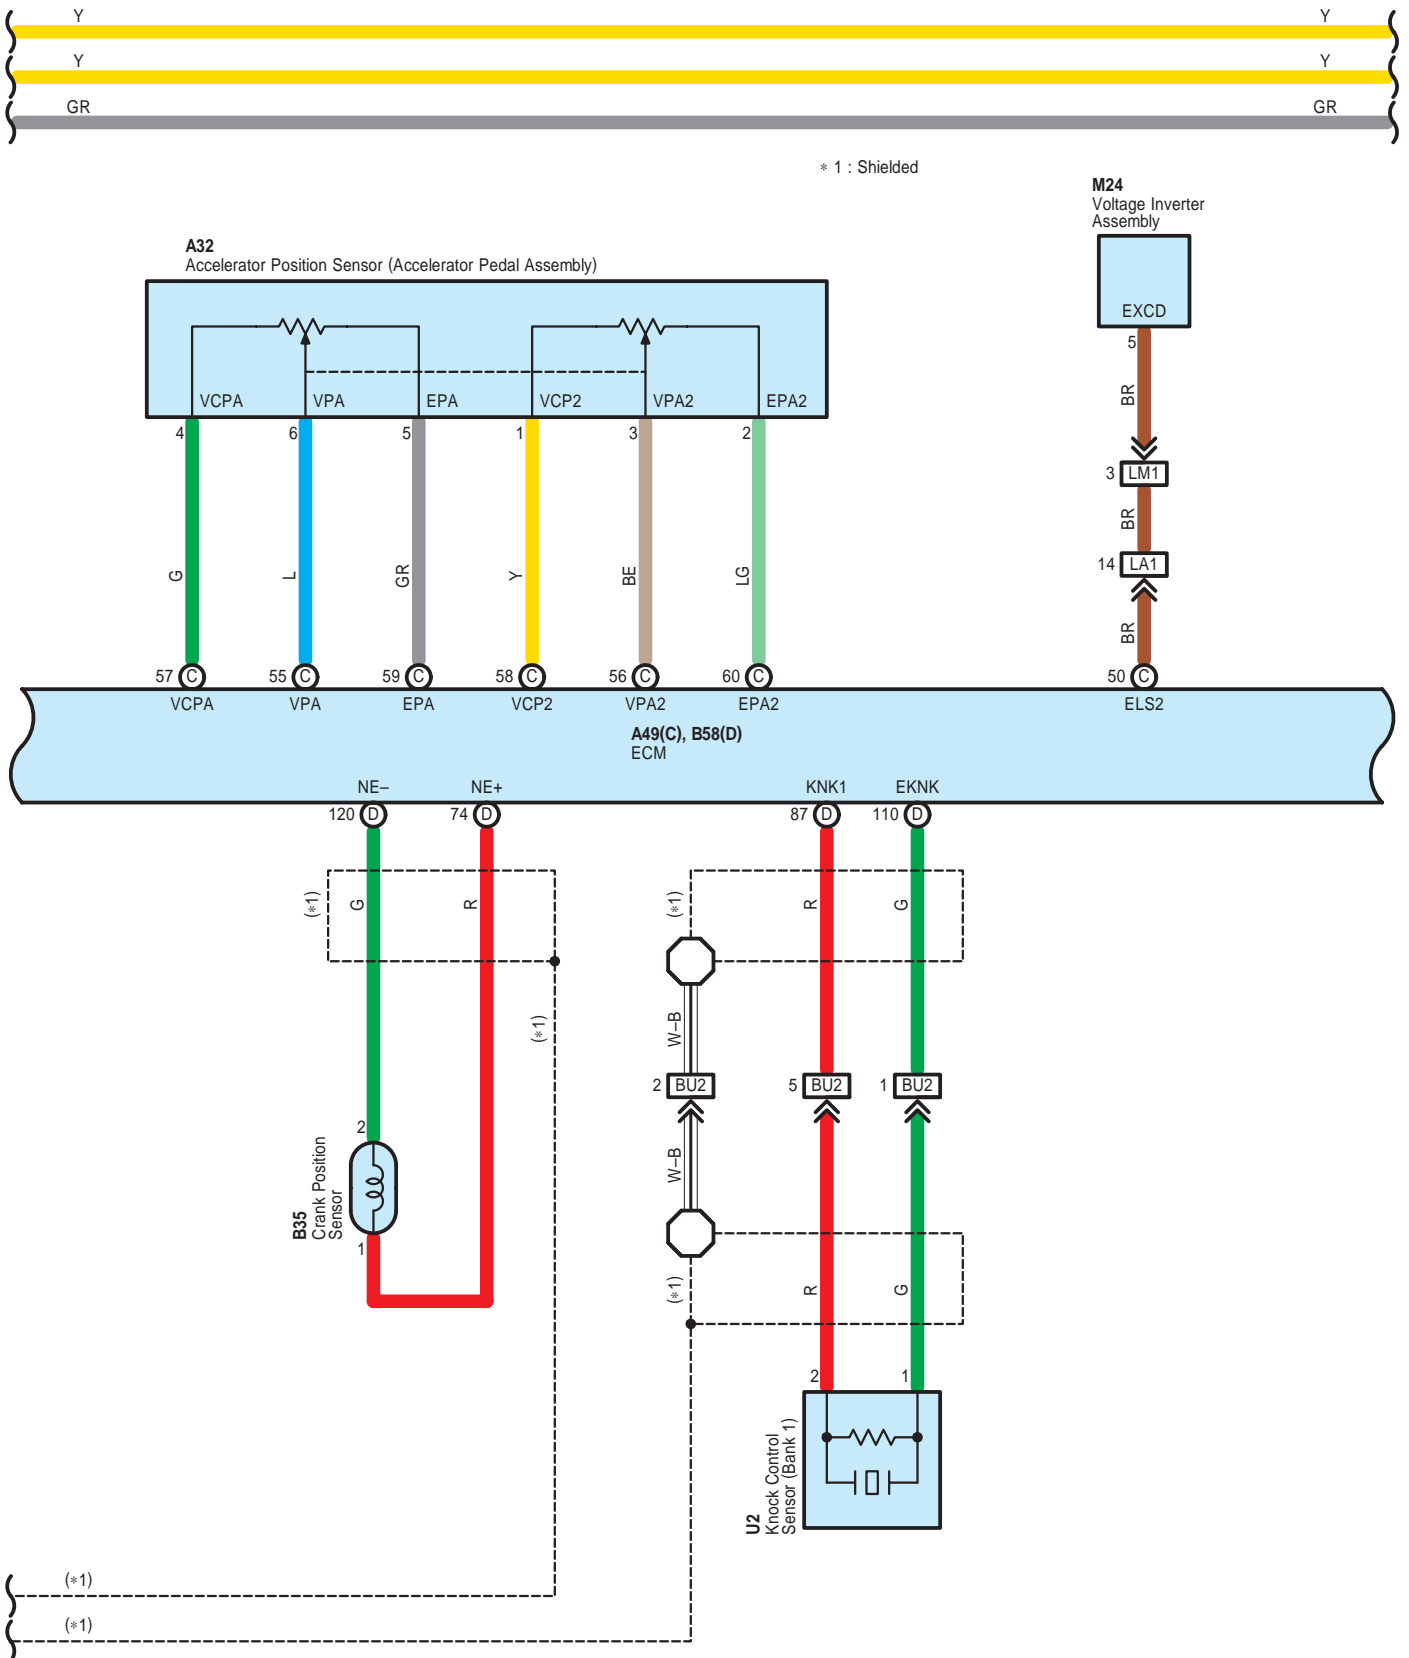 Y Y
Y Y
GR GR
* 1 : Shielded
M24
Voltage Inverter
Assembly
EXCD
5
BR
3 LM1
BR
14 LA1
BR
A32
Accelerator Position Sensor (Accelerator Pedal Assembly)
VCPA VPA EPA VCP2 VPA2 EPA2
4 6 5 1 3 2
G L GR Y BE LG
57 C 55 C 59 C 58 C 56 C 60 C 50 C
VCPA VPA EPA VCP2 VPA2 EPA2 ELS2
A49(C), B58(D)
ECM
NE− NE+ KNK1 EKNK
120 D 74 D 87 D 110 D
(*1) G R (*1) R G
(*1) W−B
2 BU2 5 BU2 1 BU2
2
B35
Crank Position
Sensor
1
W−B
(*1) R G
2 1
U2
Knock Control
Sensor (Bank 1)
(*1)
(*1)